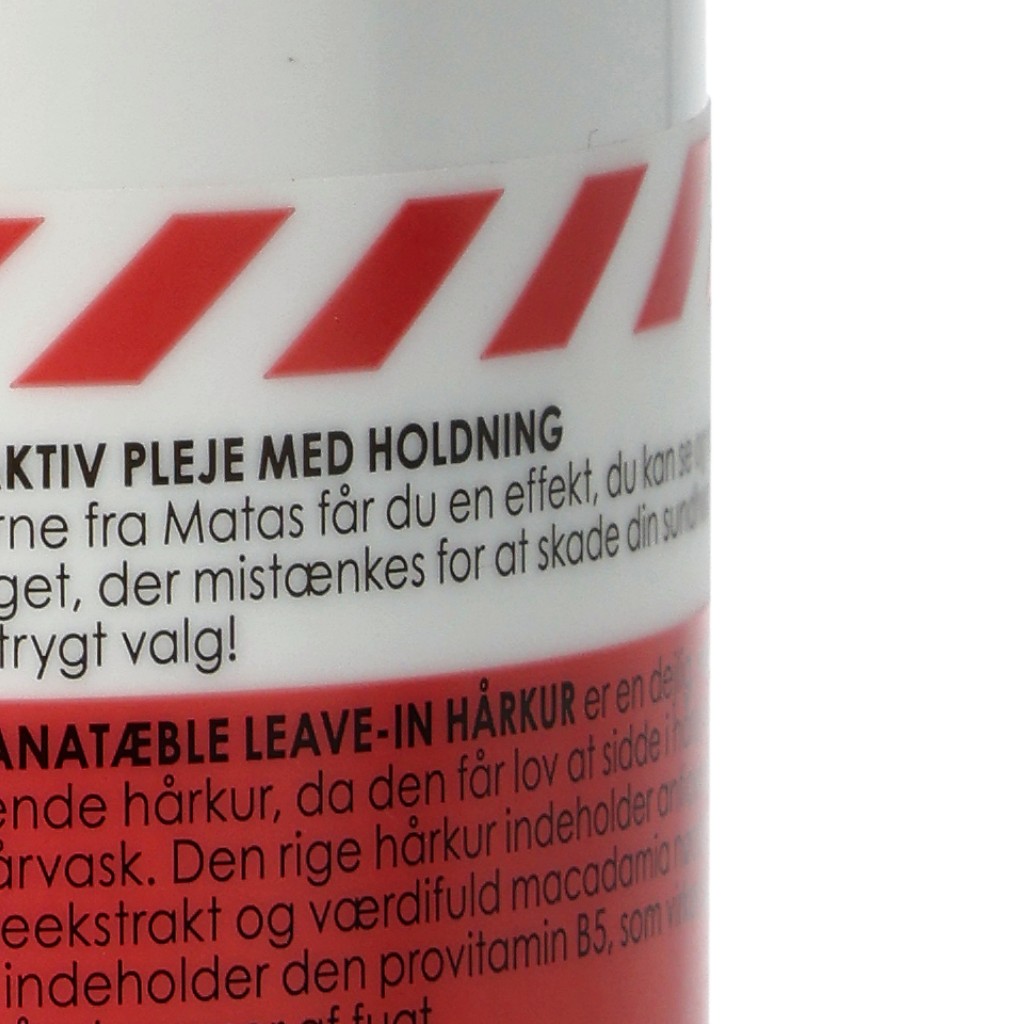 AKTIV PLEJE MED HOLDNING
rne fra Matas får du en effekt, du kan se
get, der mistænkes for at skade din
trygt valg!
ANATÆBLE LEAVE-IN HÅRKUR er en
ende hårkur, da den får lov at sidde i
årvask. Den rige hårkur indeholder
eekstrakt og værdifuld macadamia
indeholder den provitamin B5, som
af fugt